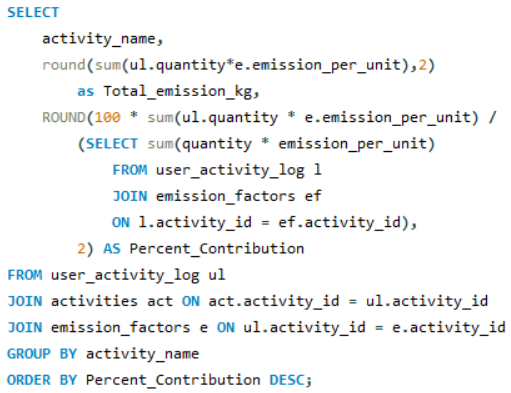 SELECT
activity_name,
round(sum(ul.quantity*e.emission_per_unit),2)
as Total_emission_kg,
ROUND(100 * sum(ul.quantity * e.emission_per_unit) /
(SELECT sum(quantity * emission_per_unit)
FROM user_activity_log l
JOIN emission_factors ef
ON l.activity_id = ef.activity_id),
2) AS Percent_Contribution
FROM user_activity_log ul
JOIN activities act ON act.activity_id = ul.activity_id
JOIN emission_factors e ON ul.activity_id = e.activity_id
GROUP BY activity_name
ORDER BY Percent_Contribution DESC;